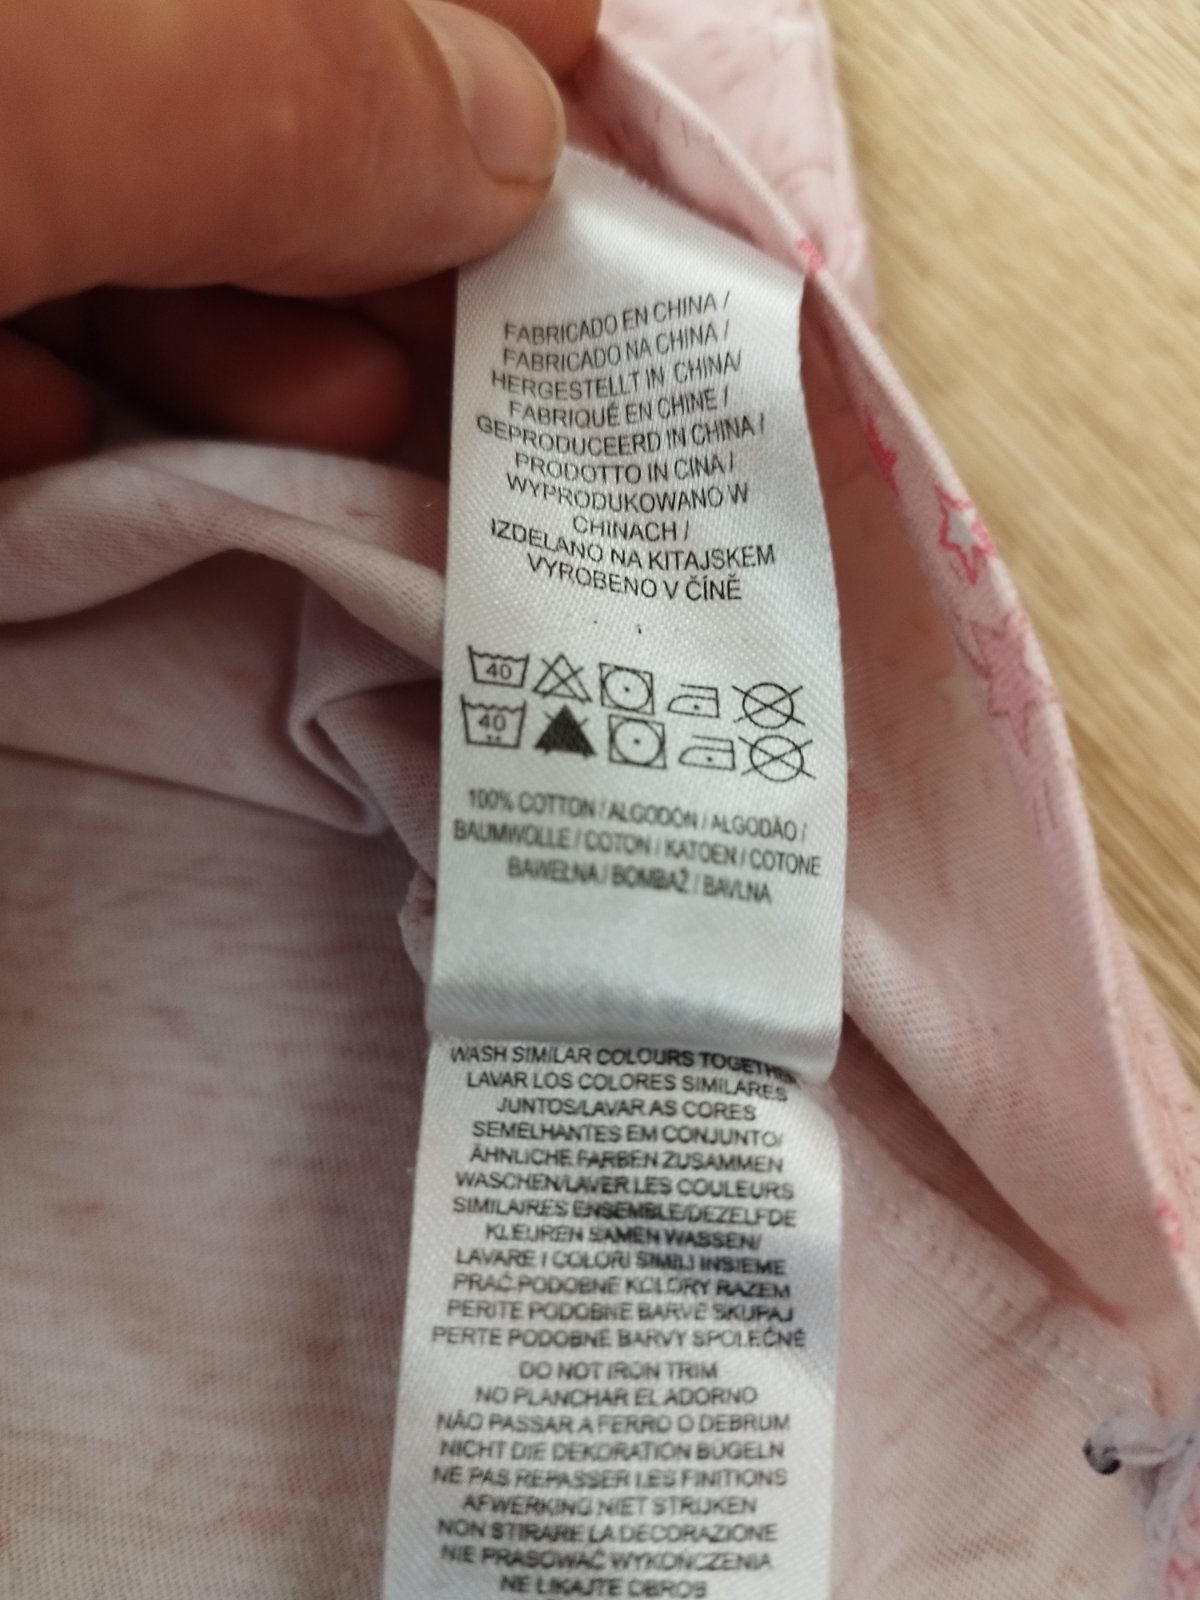 FABRICADO EN CHINA /
FABRICADO NA CHINA /
HERGESTELLT IN CHINA/
FABRIQUÉ EN CHINE /
GEPRODUCEERD IN CHINA /
PRODOTTO IN CINA /
WYPRODUKOWANO W
CHINACH /
IZDELANO NA KITAJSKEM
VYROBENO V ČÍNĚ
40
40
100% COTTON / ALGODÓN / ALGODÃO /
BAUMWOLLE / COTON / KATOEN / COTONE
BAWEŁNA / BOMBAŽ / BAVLNA
WASH SIMILAR COLOURS TOGETHER
LAVAR LOS COLORES SIMILARES
JUNTOS/LAVAR AS CORES
SEMELHANTES EM CONJUNTO/
ÄHNLICHE FARBEN ZUSAMMEN
WASCHEN/LAVER LES COULEURS
SIMILAIRES ENSEMBLE/DEZELFDE
KLEUREN SAMEN WASSEN/
LAVARE I COLORI SIMILI INSIEME
PRAĆ PODOBNE KOLORY RAZEM
PERITE PODOBNE BARVE SKUPAJ
PERTE PODOBNÉ BARVY SPOLEČNĚ
DO NOT IRON TRIM
NO PLANCHAR EL ADORNO
NÃO PASSAR A FERRO O DEBRUM
NICHT DIE DEKORATION BÜGELN
NE PAS REPASSER LES FINITIONS
AFWERKING NIET STRIJKEN
NON STIRARE LA DECORAZIONE
NIE PRASOWAĆ WYKOŃCZENIA
NE LIKAJTE OBROB